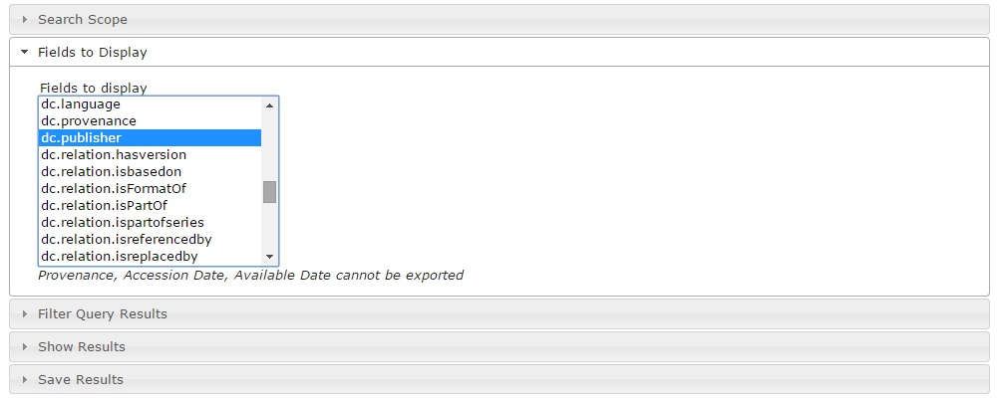 Search Scope
Fields to Display
Fields to display
dc.language
dc.provenance
dc.publisher
dc.relation.hasversion
dc.relation.isbasedon
dc.relation.isFormatOf
dc.relation.isPartOf
dc.relation.ispartofseries
dc.relation.isreferencedby
dc.relation.isreplacedby
Provenance, Accession Date, Available Date cannot be exported
Filter Query Results
Show Results
Save Results